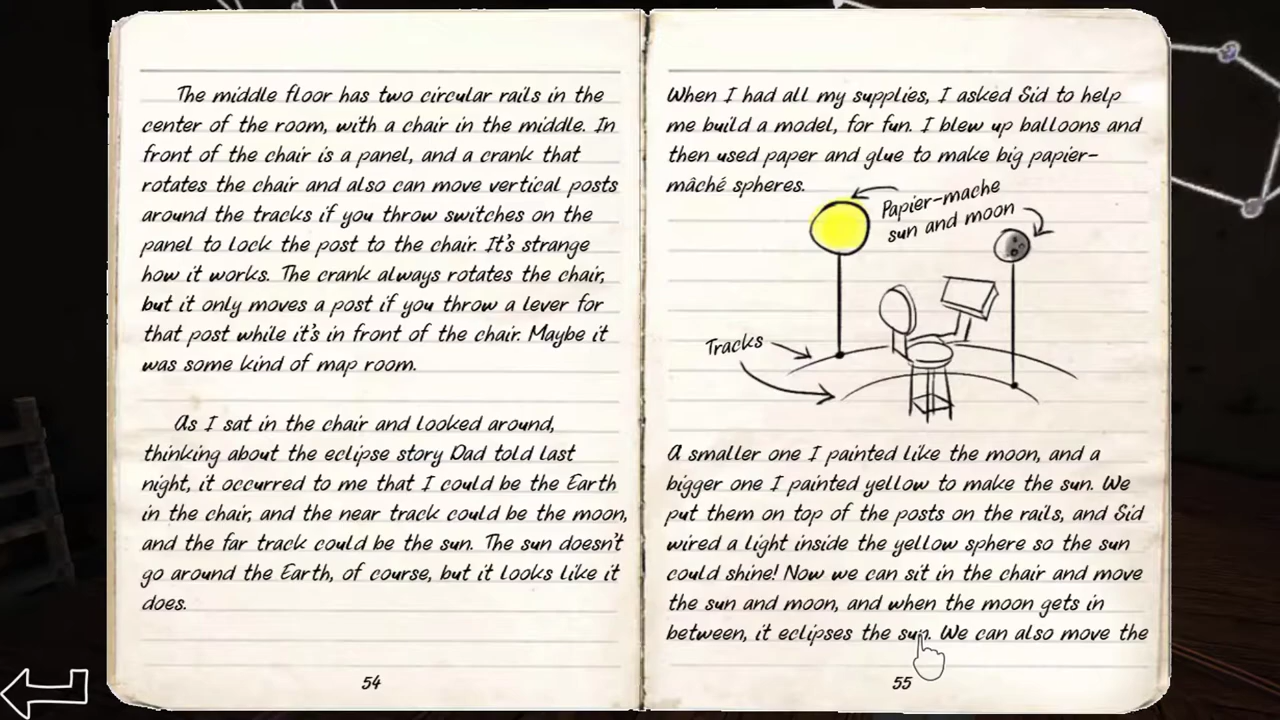 The middle floor has two circular rails in the
center of the room, with a chair in the middle. In
front of the chair is a panel, and a crank that
rotates the chair and also can move vertical posts
around the tracks if you throw switches on the
panel to lock the post to the chair. It's strange
how it works. The crank always rotates the chair,
but it only moves a post if you throw a lever for
that post while it's in front of the chair. Maybe it
was some kind of map room.
As I sat in the chair and looked around,
thinking about the eclipse story Dad told last
night, it occurred to me that I could be the Earth
in the chair, and the near track could be the moon,
and the far track could be the sun. The sun doesn't
go around the Earth, of course, but it looks like it
does.
54
When I had all my supplies, I asked Sid to help
me build a model, for fun. I blew up balloons and
then used paper and glue to make big papier-
mâché spheres.
Papier-mache
sun and moon
Tracks
A smaller one I painted like the moon, and a
bigger one I painted yellow to make the sun. We
put them on top of the posts on the rails, and Sid
wired a light inside the yellow sphere so the sun
could shine! Now we can sit in the chair and move
the sun and moon, and when the moon gets in
between, it eclipses the sun. We can also move the
55